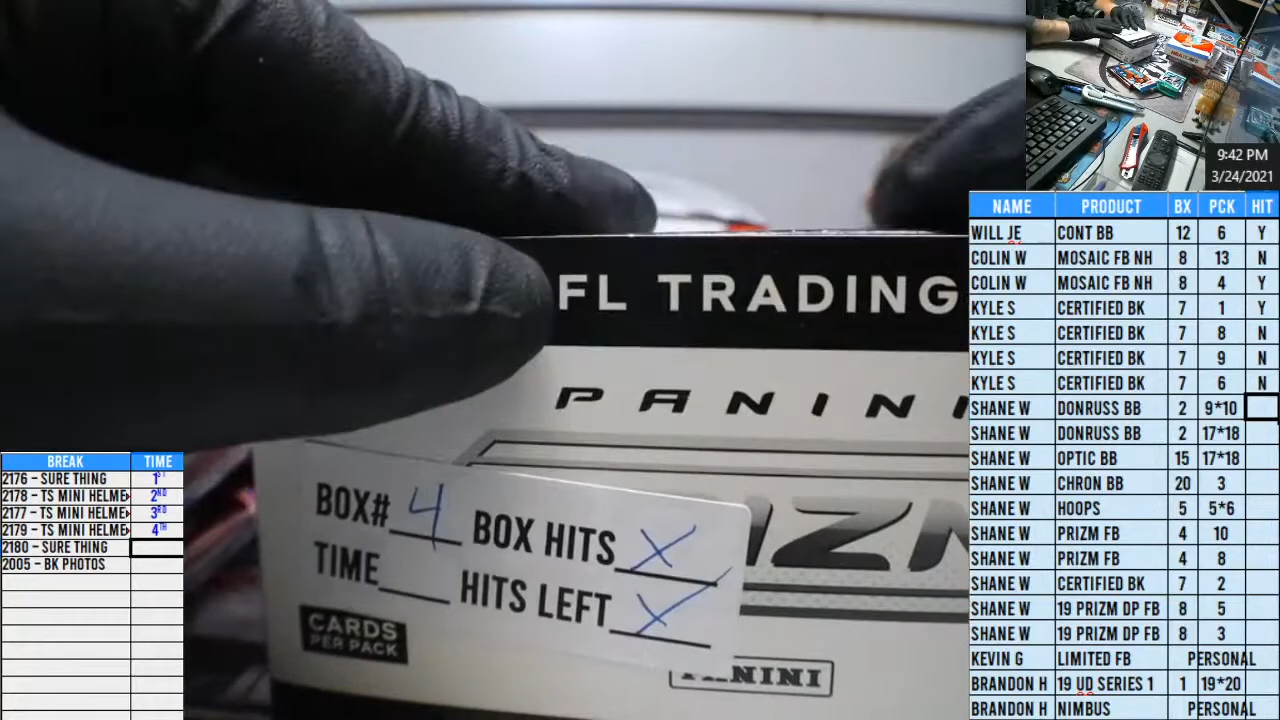 9:42 PM
3/24/2021
NAME PRODUCT BX PCK HIT
WILL JE CONT BB 12 6 Y
COLIN W MOSAIC FB NH 8 13 N
COLIN W MOSAIC FB NH 8 4 Y
KYLE S CERTIFIED BK 7 1 Y
KYLE S CERTIFIED BK 7 8 N
KYLE S CERTIFIED BK 7 9 N
KYLE S CERTIFIED BK 7 6 N
SHANE W DONRUSS BB 2 9*10
SHANE W DONRUSS BB 2 17*18
SHANE W OPTIC BB 15 17*18
SHANE W CHRON BB 20 3
SHANE W HOOPS 5 5*6
SHANE W PRIZM FB 4 10
SHANE W PRIZM FB 4 8
SHANE W CERTIFIED BK 7 2
SHANE W 19 PRIZM DP FB 8 5
SHANE W 19 PRIZM DP FB 8 3
KEVIN G LIMITED FB PERSONAL
BRANDON H 19 UD SERIES 1 1 19*20
BRANDON H NIMBUS PERSONAL
FL TRADING
PANINI
BOX# 4 BOX HITS X
TIME HITS LEFT X
CARDS
PER PACK
PANINI
BREAK TIME
2176 – SURE THING 1ST
2178 – TS MINI HELME 2ND
2177 – TS MINI HELME 3RD
2179 – TS MINI HELME 4TH
2180 – SURE THING
2005 – BK PHOTOS